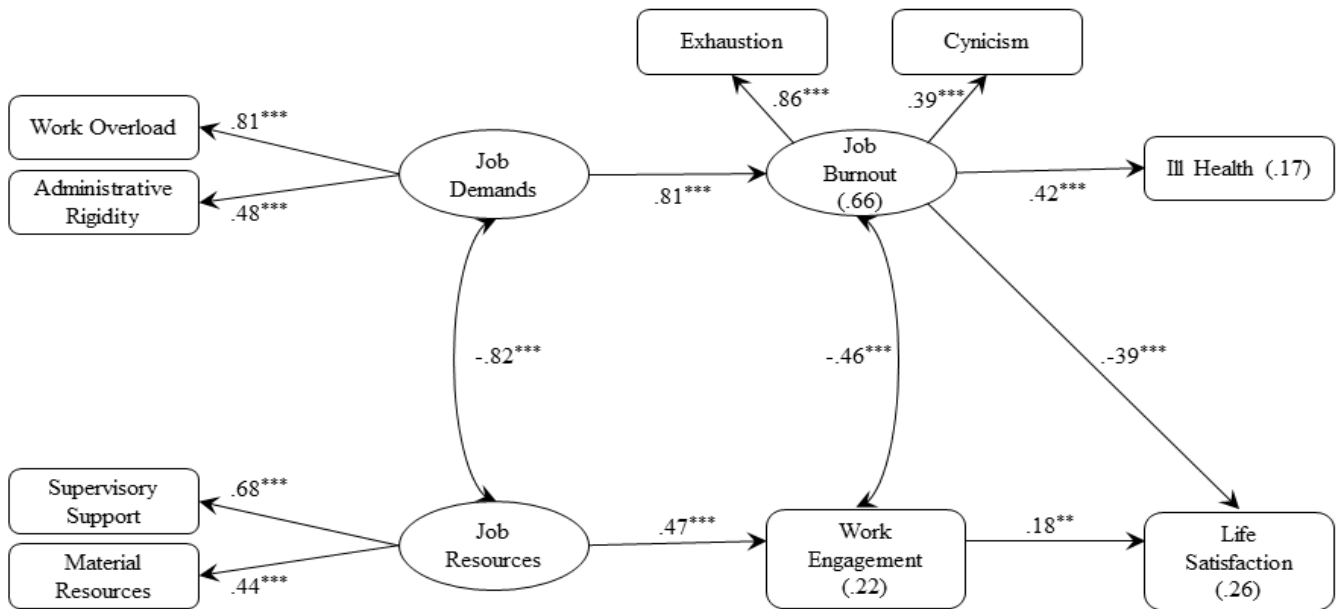 Exhaustion
Cynicism
.86***
.39***
Work Overload
.81***
Administrative
Rigidity
.48***
Job
Demands
.81***
Job
Burnout
(.66)
.42***
Ill Health (.17)
-.82***
-.46***
.-39***
Supervisory
Support
.68***
Material
Resources
.44***
Job
Resources
.47***
Work
Engagement
(.22)
.18**
Life
Satisfaction
(.26)